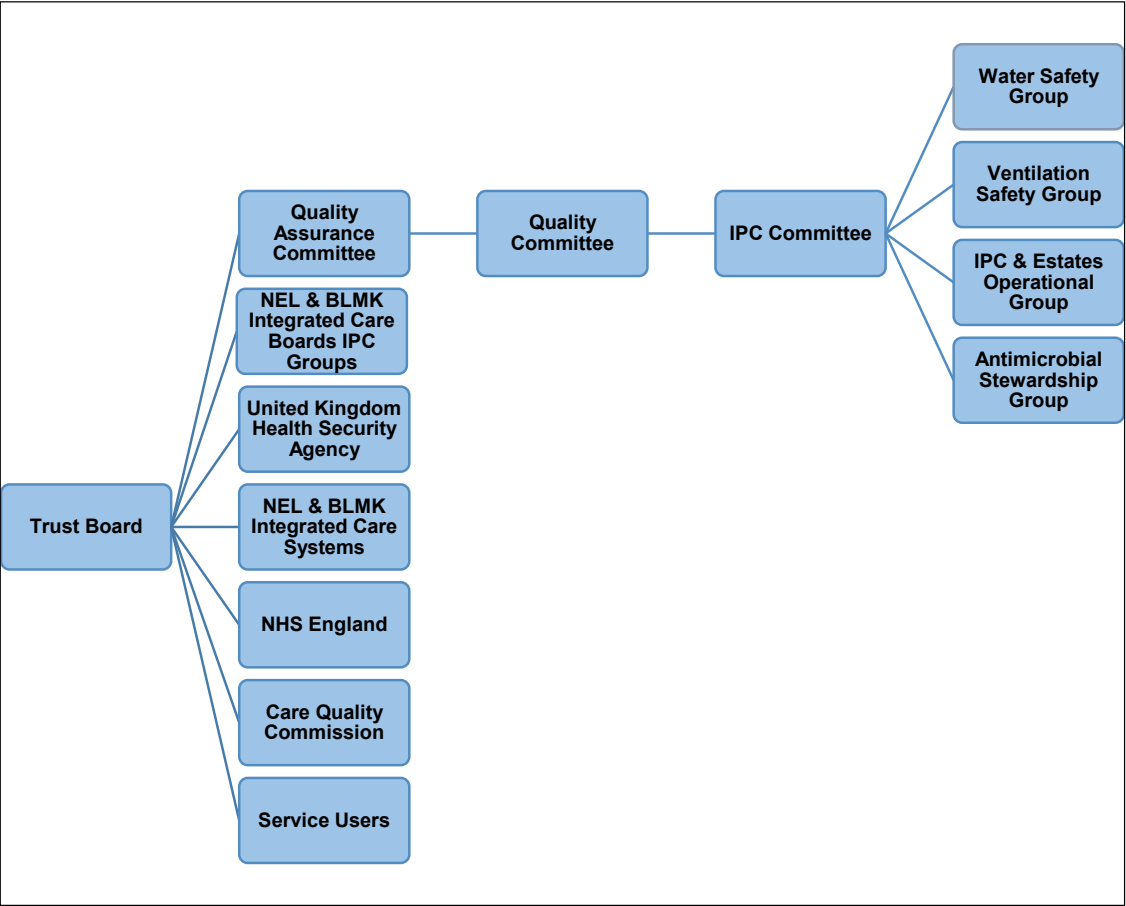 Trust Board
Quality
Assurance
Committee
NEL & BLMK
Integrated Care
Boards IPC
Groups
United Kingdom
Health Security
Agency
NEL & BLMK
Integrated Care
Systems
NHS England
Care Quality
Commission
Service Users
Quality
Committee
IPC Committee
Water Safety
Group
Ventilation
Safety Group
IPC & Estates
Operational
Group
Antimicrobial
Stewardship
Group